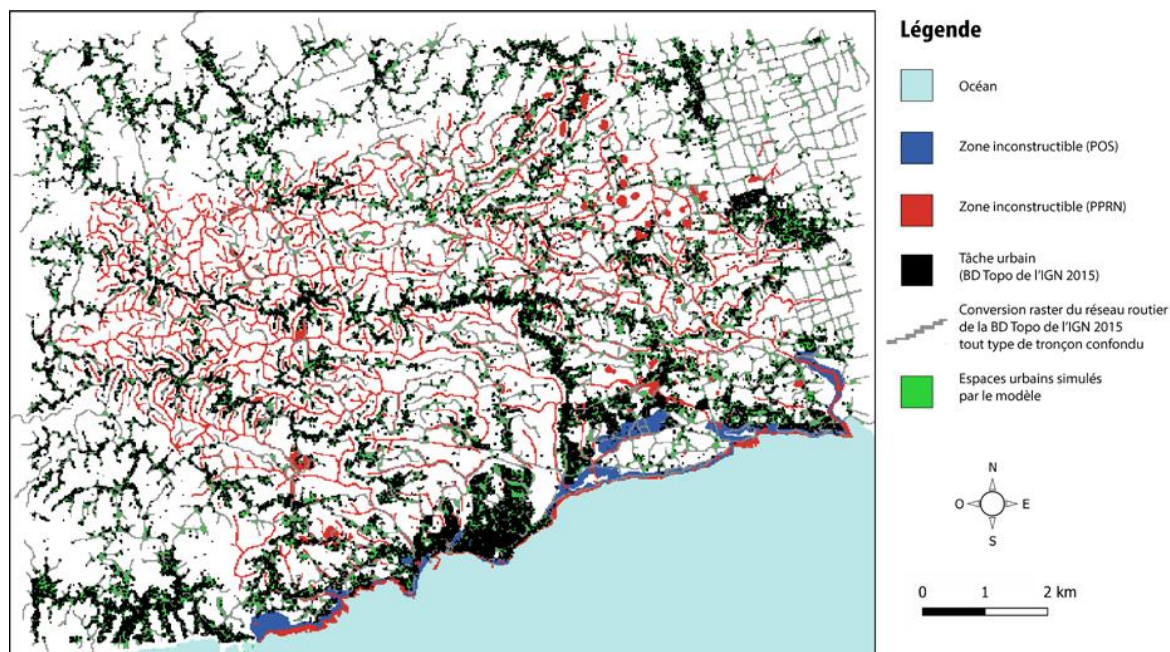 Légende
Océan
Zone inconstructible (POS)
Zone inconstructible (PPRN)
Tâche urbain
(BD Topo de l'IGN 2015)
Conversion raster du réseau routier
de la BD Topo de l'IGN 2015
tout type de tronçon confondu
Espaces urbains simulés
par le modèle
N
O E
S
0 1 2 km